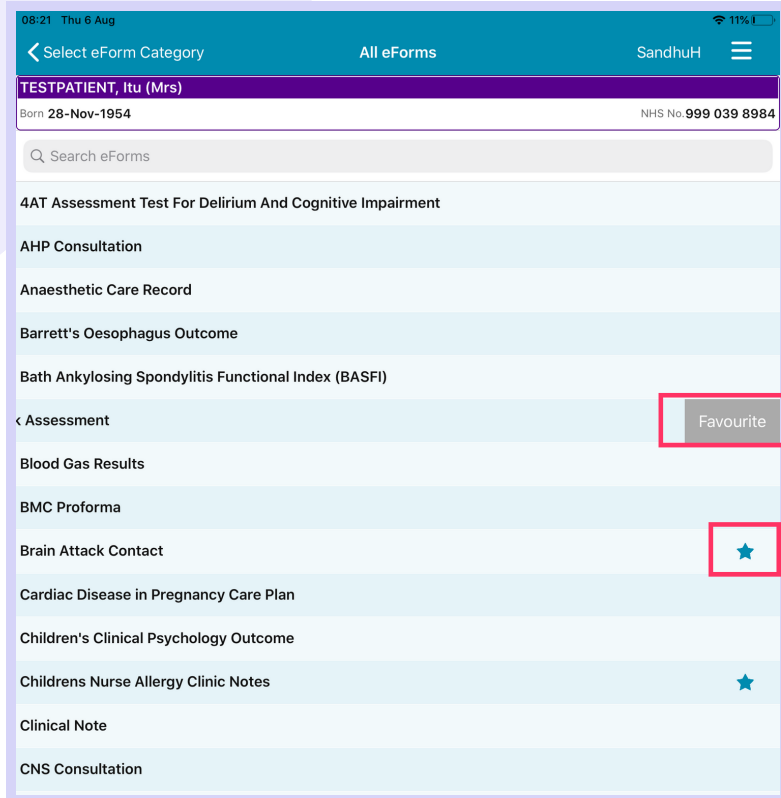 08:21 Thu 6 Aug 11%
Select eForm Category All eForms SandhuH
TESTPATIENT, Itu (Mrs)
Born 28-Nov-1954 NHS No. 999 039 8984
Search eForms
4AT Assessment Test For Delirium And Cognitive Impairment
AHP Consultation
Anaesthetic Care Record
Barrett's Oesophagus Outcome
Bath Ankylosing Spondylitis Functional Index (BASFI)
Assessment Favourite
Blood Gas Results
BMC Proforma
Brain Attack Contact
Cardiac Disease in Pregnancy Care Plan
Children's Clinical Psychology Outcome
Childrens Nurse Allergy Clinic Notes
Clinical Note
CNS Consultation